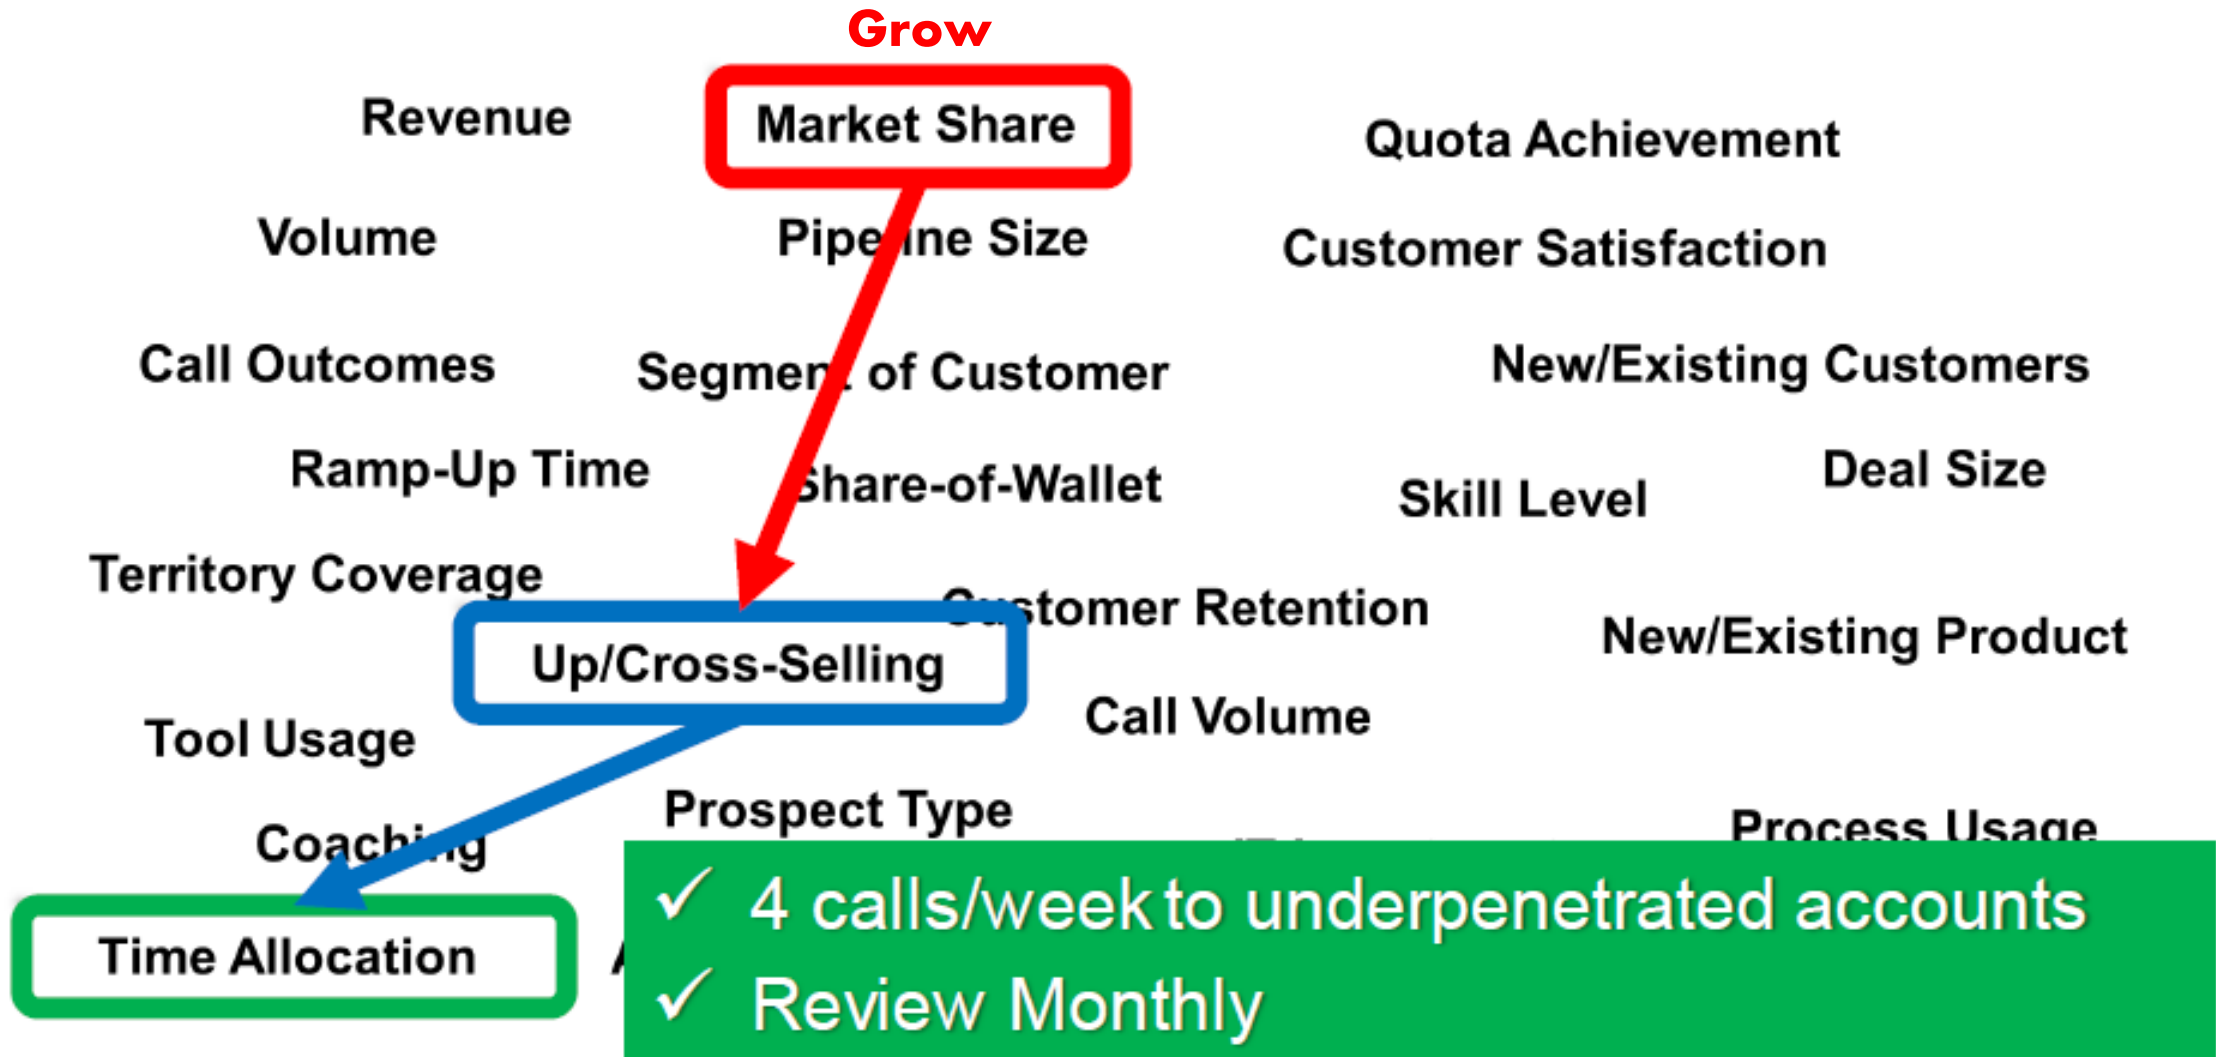 Grow
Revenue
Market Share
Quota Achievement
Volume
Pipeline Size
Customer Satisfaction
Call Outcomes
Segment of Customer
New/Existing Customers
Ramp-Up Time
Share-of-Wallet
Skill Level
Deal Size
Territory Coverage
Customer Retention
New/Existing Product
Up/Cross-Selling
Call Volume
Tool Usage
Prospect Type
Process Usage
Coaching
Time Allocation
✓ 4 calls/week to underpenetrated accounts
✓ Review Monthly